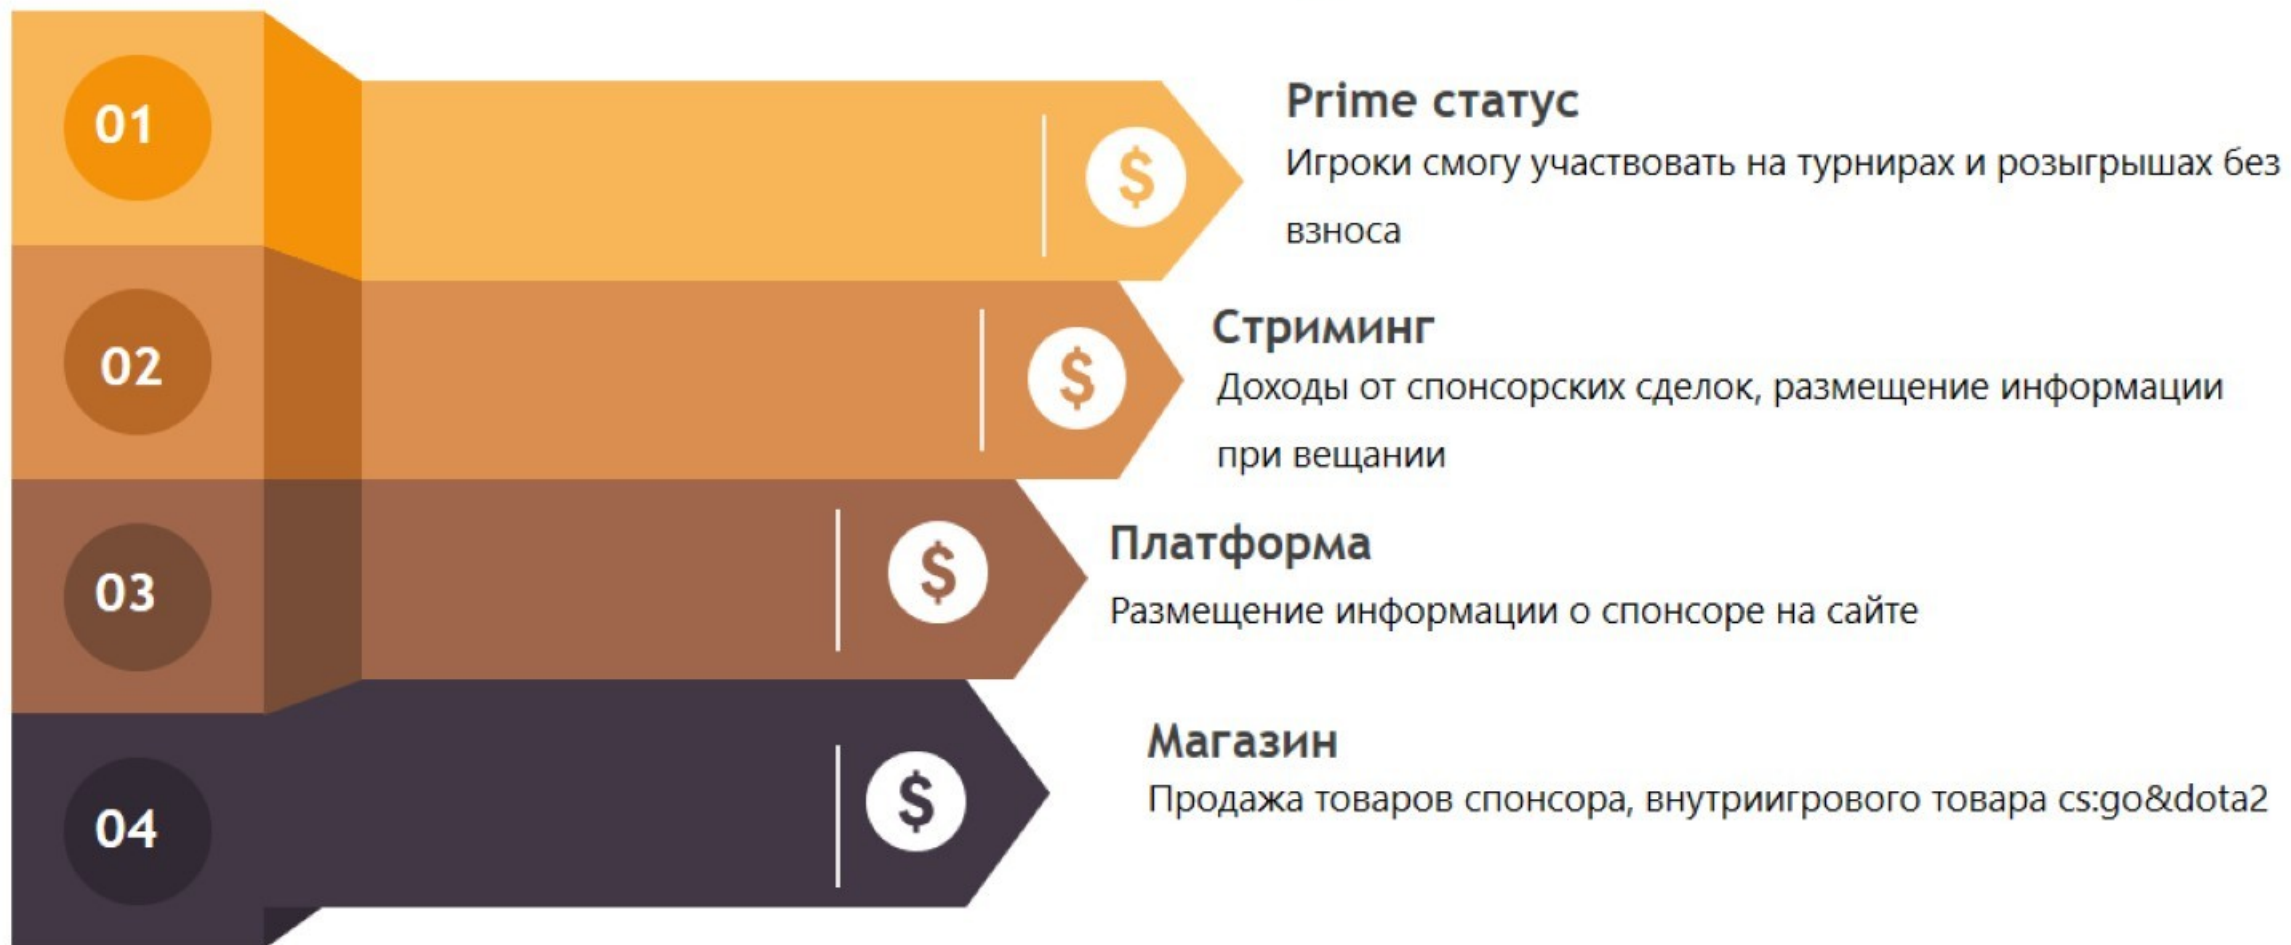 01
Prime статус
$
Игроки смогу участвовать на турнирах и розыгрышах без
взноса
02
Стриминг
$
Доходы от спонсорских сделок, размещение информации
при вещании
03
Платформа
$
Размещение информации о спонсоре на сайте
04
Магазин
$
Продажа товаров спонсора, внутриигрового товара cs:go&dota2